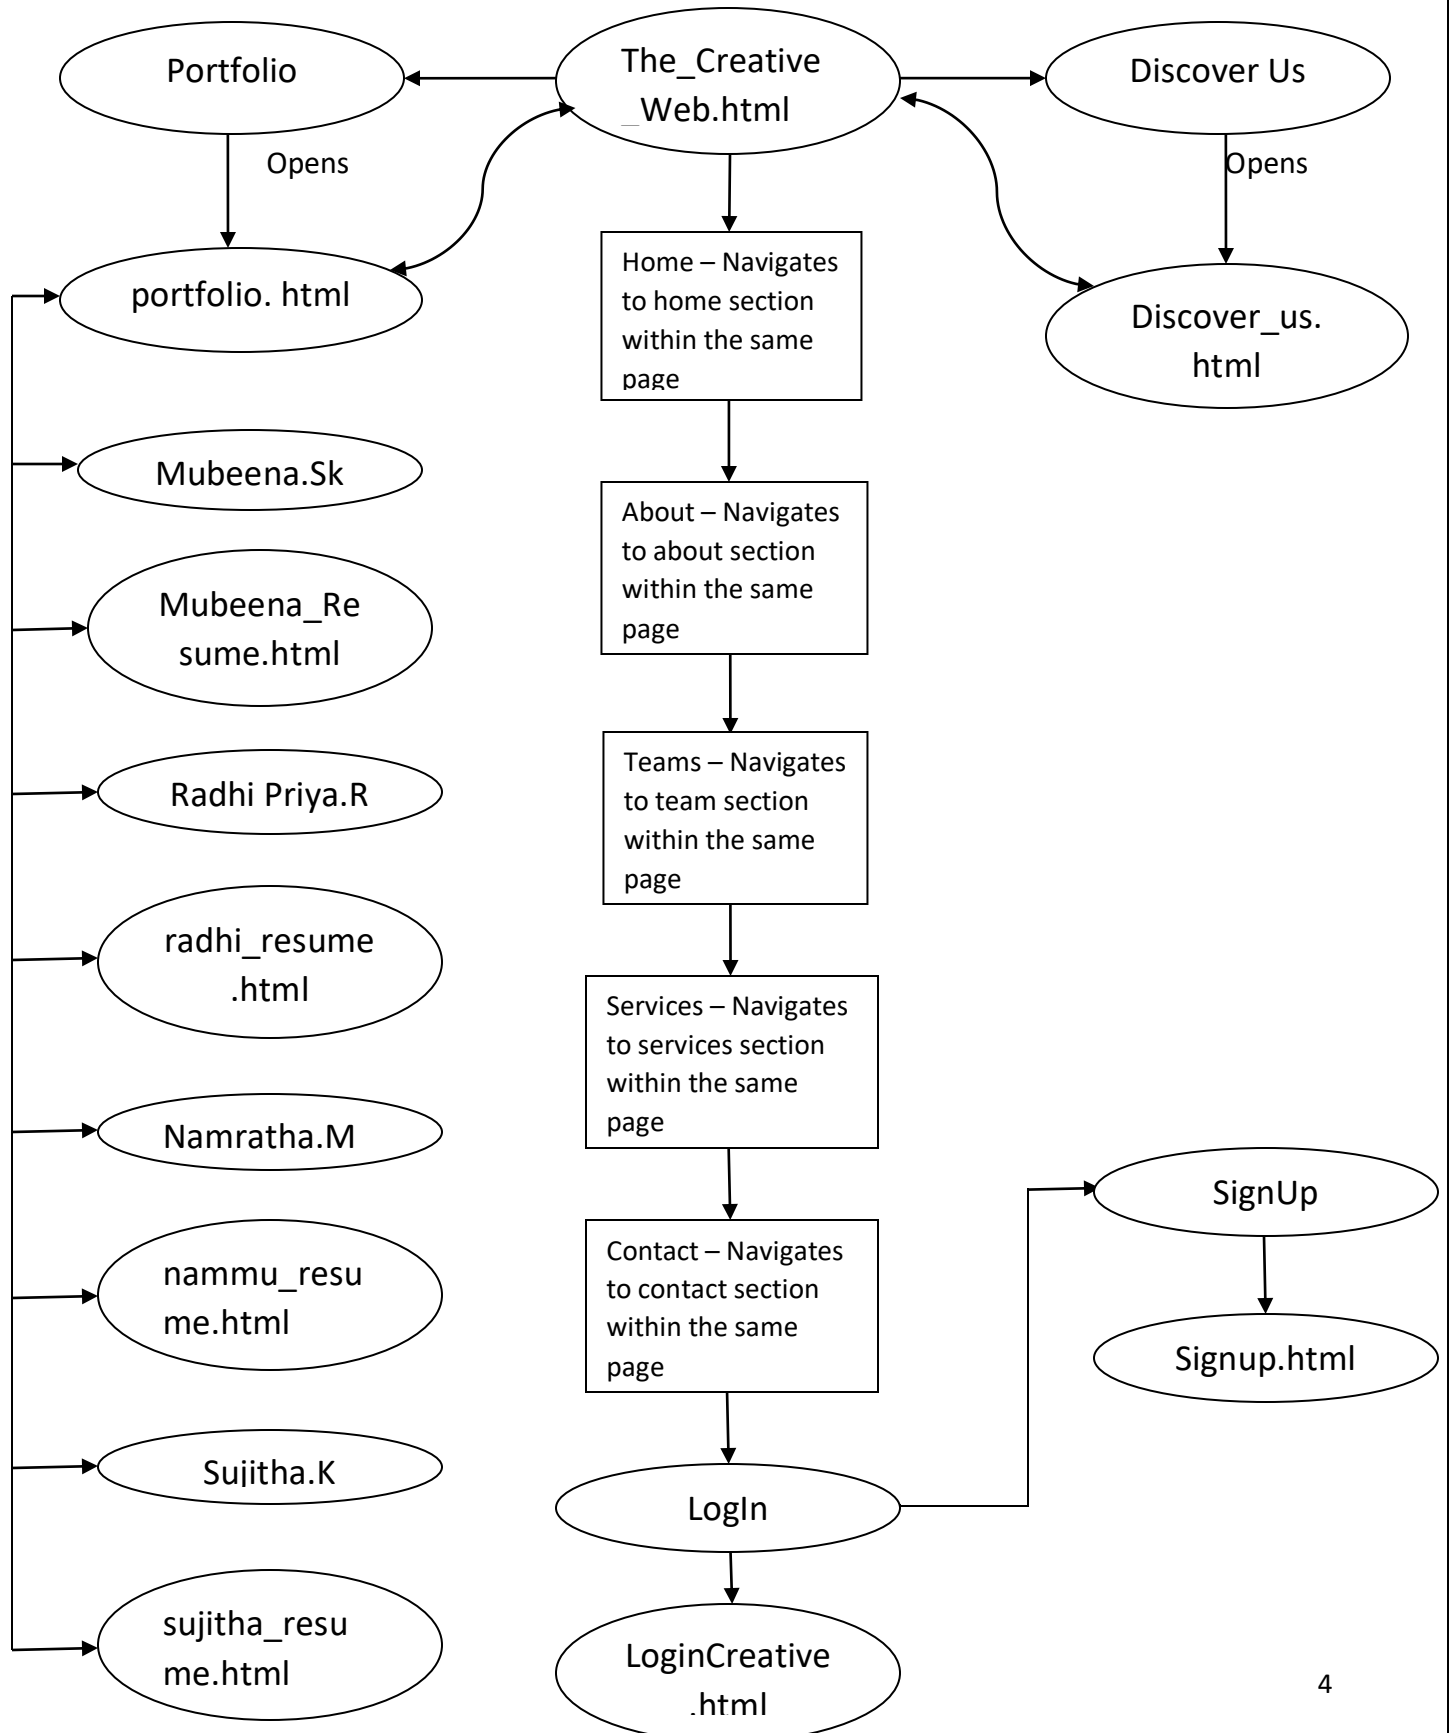 Portfolio
The_Creative
_Web.html
Discover Us
Opens
Opens
portfolio. html
Home – Navigates
to home section
within the same
page
Discover_us.
html
Mubeena.Sk
About – Navigates
to about section
within the same
page
Mubeena_Re
sume.html
Radhi Priya.R
Teams – Navigates
to team section
within the same
page
radhi_resume
.html
Services – Navigates
to services section
within the same
page
Namratha.M
SignUp
nammu_resu
me.html
Contact – Navigates
to contact section
within the same
page
Signup.html
Sujitha.K
LogIn
sujitha_resu
me.html
LoginCreative
.html
4